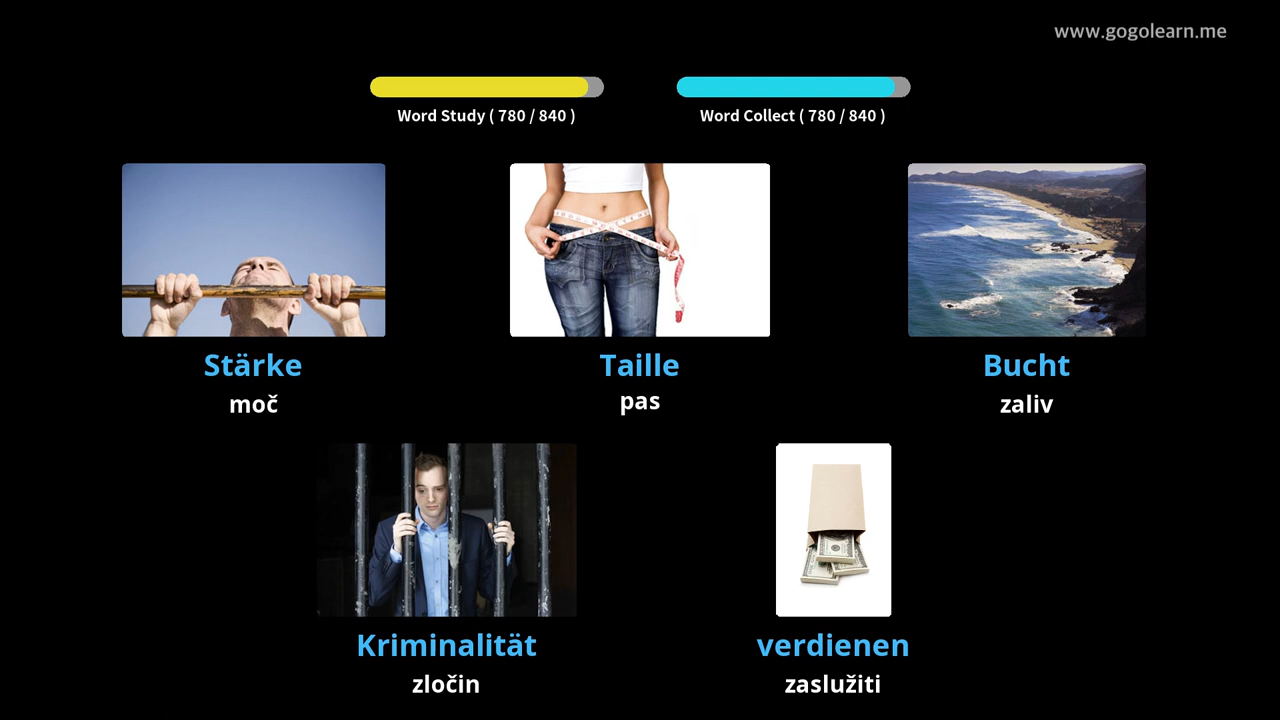 www.gogolearn.me
Word Study ( 780 / 840 )
Word Collect ( 780 / 840 )
Stärke
moč
Taille
pas
Bucht
zaliv
Kriminalität
zločin
verdienen
zaslužiti